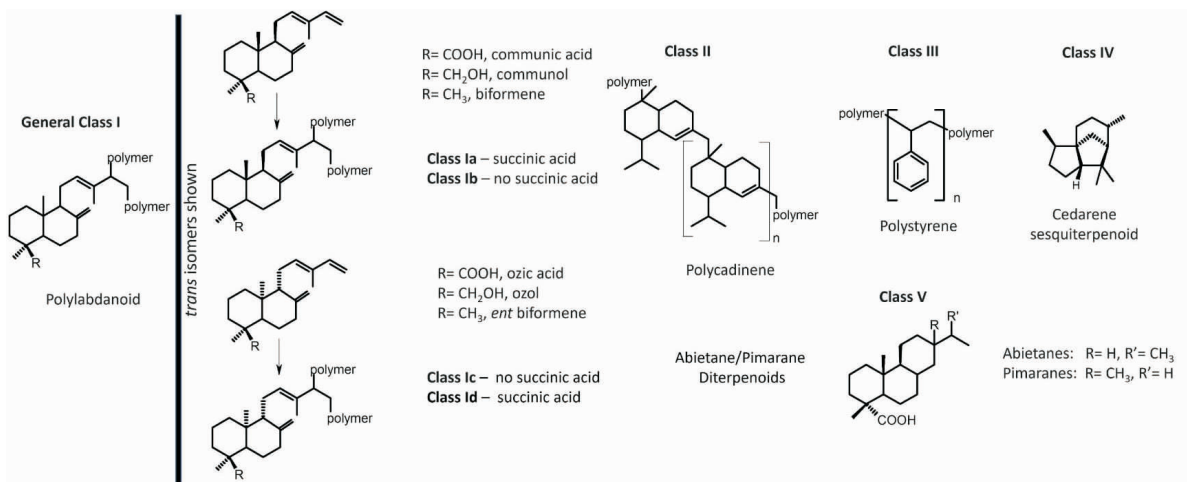 General Class I
polymer
polymer
R
Polylabdanoid
trans isomers shown
R
polymer
polymer
R
R= COOH, communic acid
R= CH2OH, communol
R= CH3, biformene
Class Ia – succinic acid
Class Ib – no succinic acid
R
polymer
polymer
R
R= COOH, ozic acid
R= CH2OH, ozol
R= CH3, ent biformene
Class Ic – no succinic acid
Class Id – succinic acid
Class II
polymer
polymer
n
Polycadinene
Class III
polymer
polymer
n
Polystyrene
Class IV
H
Cedarene
sesquiterpenoid
Abietane/Pimarane
Diterpenoids
Class V
R
R'
COOH
Abietanes: R= H, R'= CH3
Pimaranes: R= CH3, R'= H